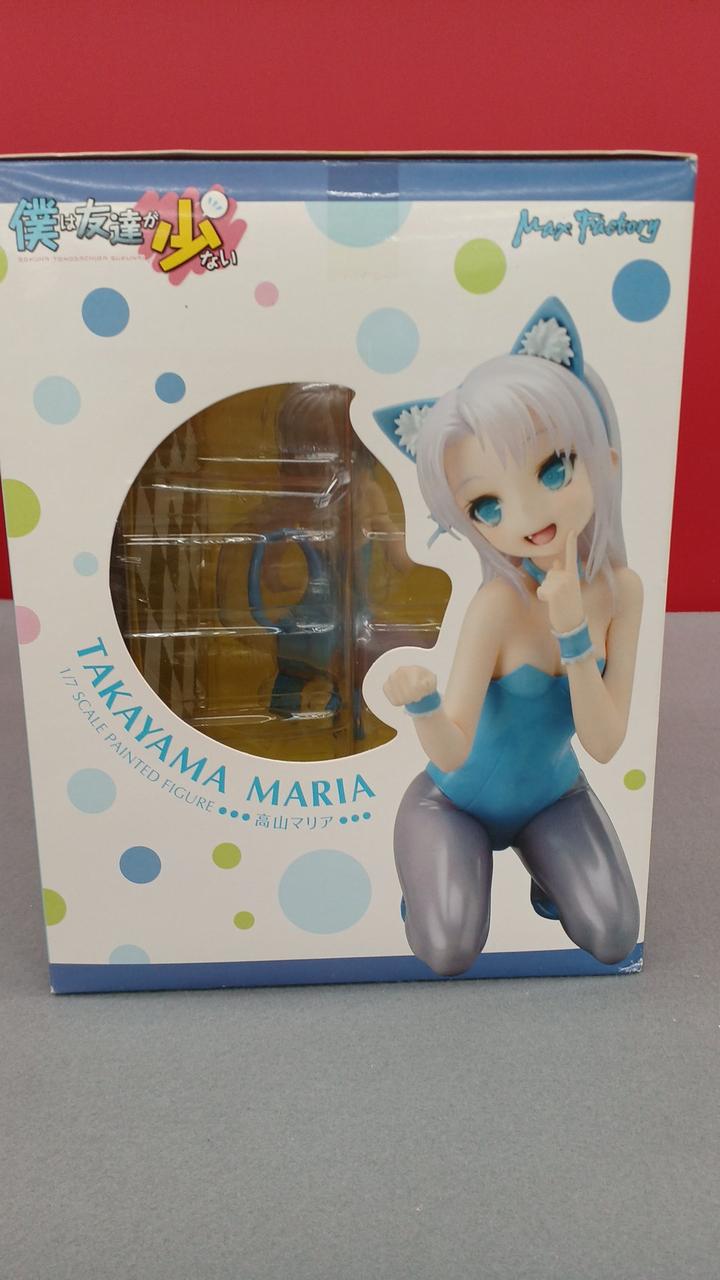 僕は友達が少ない
BOKUHA TOMODACHIGA SUKUNAI
Max Factory
TAKAYAMA MARIA
1/7 SCALE PAINTED FIGURE •••高山マリア•••